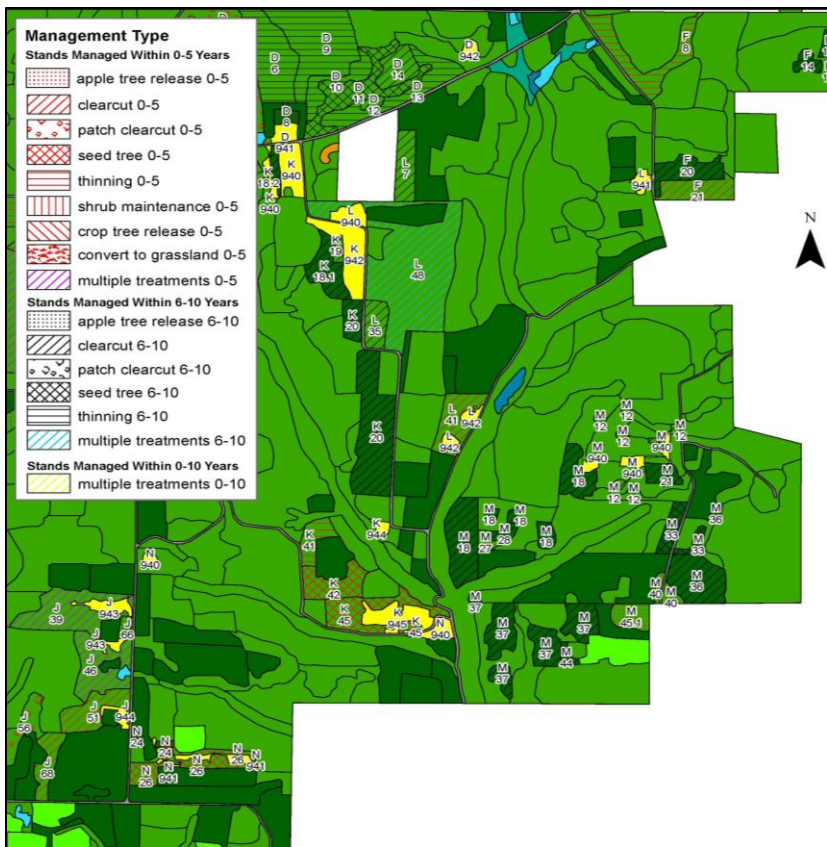 Management Type
Stands Managed Within 0-5 Years
apple tree release 0-5
clearcut 0-5
patch clearcut 0-5
seed tree 0-5
thinning 0-5
shrub maintenance 0-5
crop tree release 0-5
convert to grassland 0-5
multiple treatments 0-5
Stands Managed Within 6-10 Years
apple tree release 6-10
clearcut 6-10
patch clearcut 6-10
seed tree 6-10
thinning 6-10
multiple treatments 6-10
Stands Managed Within 0-10 Years
multiple treatments 0-10
N
D
6
D
9
D
10
D
11
D
12
D
14
D
13
D
942
F
8
F
14
D
8
D
941
K
940
K
18.2
K
940
L
7
L
941
F
20
F
21
L
940
K
19
K
942
K
18.1
L
48
K
20
L
35
K
20
L
41
L
942
L
942
M
12
M
12
M
12
M
12
M
940
M
940
M
940
M
18
M
21
M
12
M
12
K
944
K
41
M
18
M
18
M
27
M
28
M
18
M
18
M
33
M
36
M
33
M
36
M
40
M
40
N
940
K
42
K
45
K
945
K
45
N
940
M
37
M
37
M
37
M
45.1
M
37
M
44
M
37
J
39
J
943
J
66
J
943
J
46
J
51
J
944
J
56
J
68
N
24
N
24
N
26
N
941
N
26
N
26
N
941